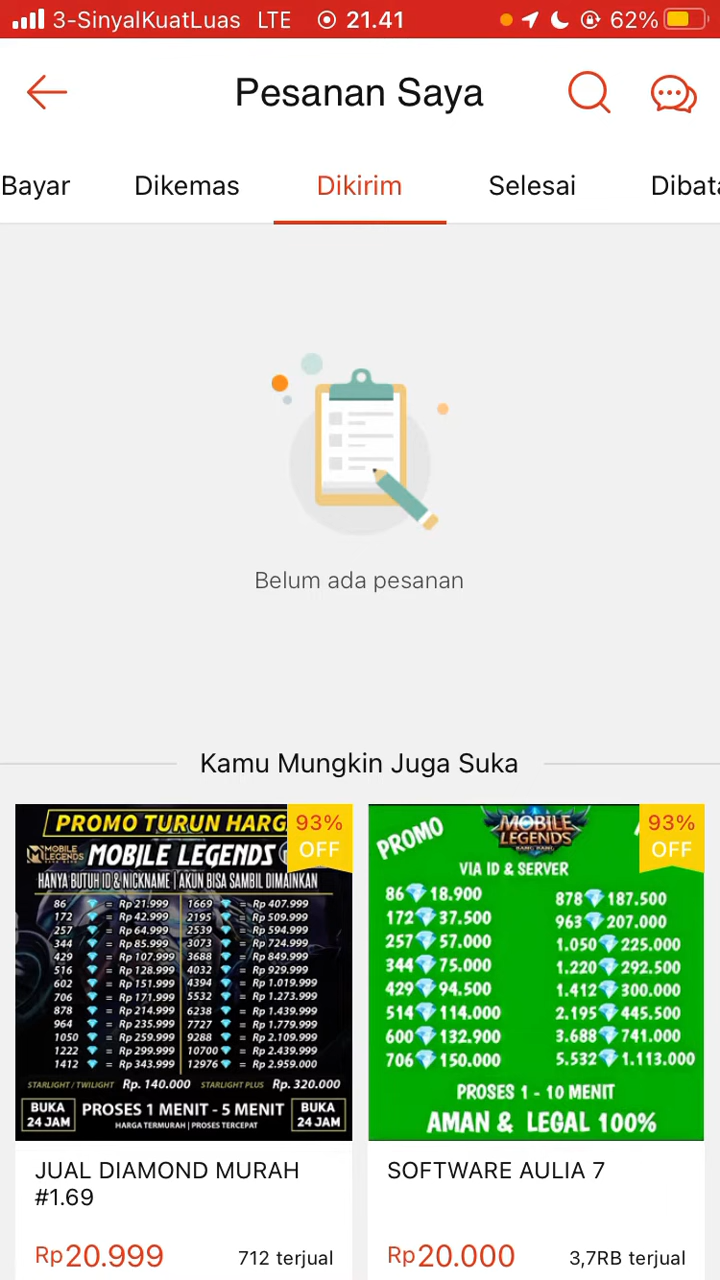 3-SinyalKuatLuas LTE 21.41 62%
Pesanan Saya
Bayar Dikemas Dikirim Selesai Dibata
Belum ada pesanan
Kamu Mungkin Juga Suka
PROMO TURUN HARG
93%
OFF
MOBILE LEGENDS
MOBILE LEGENDS
HANYA BUTUH ID & NICKNAME | AKUN BISA SAMBIL DIMAINKAN
86 = Rp 21.999 1669 = Rp 407.999
172 = Rp 42.999 2195 = Rp 509.999
257 = Rp 64.999 2539 = Rp 594.999
344 = Rp 85.999 3073 = Rp 724.999
429 = Rp 107.999 3688 = Rp 849.999
516 = Rp 128.999 4032 = Rp 929.999
602 = Rp 151.999 4394 = Rp 1.019.999
706 = Rp 171.999 5532 = Rp 1.273.999
878 = Rp 214.999 6238 = Rp 1.439.999
964 = Rp 235.999 7727 = Rp 1.779.999
1050 = Rp 259.999 9288 = Rp 2.109.999
1222 = Rp 299.999 10700 = Rp 2.439.999
1412 = Rp 343.999 12976 = Rp 2.959.000
STARLIGHT / TWILIGHT Rp. 140.000 STARLIGHT PLUS Rp. 320.000
BUKA
24 JAM
PROSES 1 MENIT - 5 MENIT
HARGA TERMURAH | PROSES TERCEPAT
BUKA
24 JAM
JUAL DIAMOND MURAH
#1.69
Rp20.999 712 terjual
PROMO
MOBILE
LEGENDS
BANG BANG
93%
OFF
VIA ID & SERVER
86 18.900
172 37.500
257 57.000
344 75.000
429 94.500
514 114.000
600 132.900
706 150.000
878 187.500
963 207.000
1.050 225.000
1.220 292.500
1.412 300.000
2.195 445.500
3.688 741.000
5.532 1.113.000
PROSES 1 - 10 MENIT
AMAN & LEGAL 100%
SOFTWARE AULIA 7
Rp20.000 3,7RB terjual